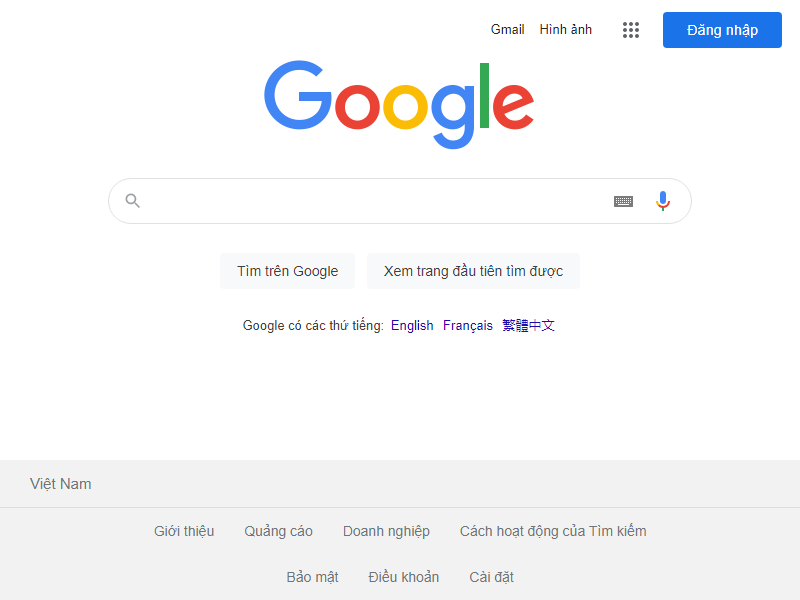 Gmail Hình ảnh Đăng nhập
Google
Tìm trên Google Xem trang đầu tiên tìm được
Google có các thứ tiếng: English Français 繁體中文
Việt Nam
Giới thiệu Quảng cáo Doanh nghiệp Cách hoạt động của Tìm kiếm
Bảo mật Điều khoản Cài đặt